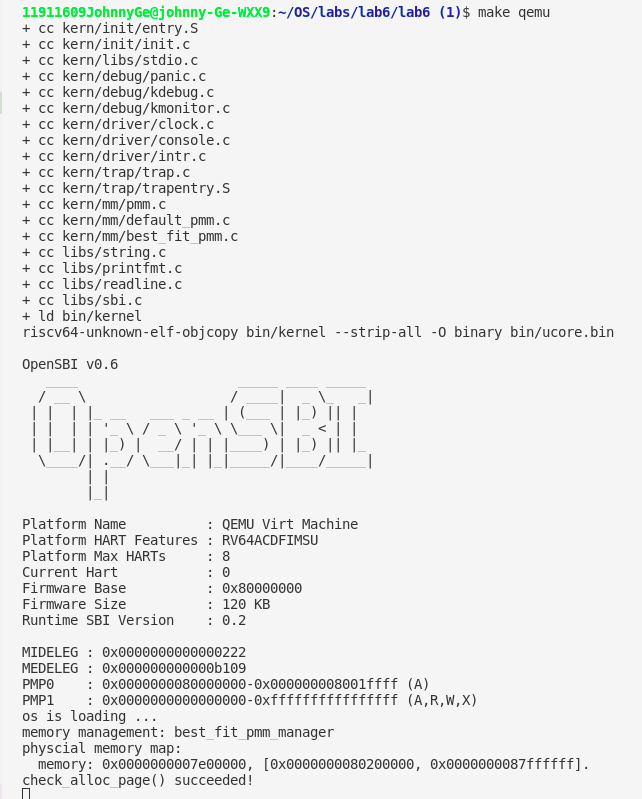 11911609JohnnyGe@johnny-Ge-WXX9:~/OS/labs/lab6/lab6 (1)$ make qemu
+ cc kern/init/entry.S
+ cc kern/init/init.c
+ cc kern/libs/stdio.c
+ cc kern/debug/panic.c
+ cc kern/debug/kdebug.c
+ cc kern/debug/kmonitor.c
+ cc kern/driver/clock.c
+ cc kern/driver/console.c
+ cc kern/driver/intr.c
+ cc kern/trap/trap.c
+ cc kern/trap/trapentry.S
+ cc kern/mm/pmm.c
+ cc kern/mm/default_pmm.c
+ cc kern/mm/best_fit_pmm.c
+ cc libs/string.c
+ cc libs/printfmt.c
+ cc libs/readline.c
+ cc libs/sbi.c
+ ld bin/kernel
riscv64-unknown-elf-objcopy bin/kernel --strip-all -O binary bin/ucore.bin
OpenSBI v0.6
OpenSBI
Platform Name          : QEMU Virt Machine
Platform HART Features : RV64ACDFIMSU
Platform Max HARTs     : 8
Current Hart           : 0
Firmware Base          : 0x80000000
Firmware Size          : 120 KB
Runtime SBI Version    : 0.2
MIDELEG : 0x0000000000000222
MEDELEG : 0x000000000000b109
PMP0    : 0x0000000080000000-0x000000008001ffff (A)
PMP1    : 0x0000000000000000-0xffffffffffffffff (A,R,W,X)
os is loading ...
memory management: best_fit_pmm_manager
physcial memory map:
  memory: 0x0000000007e00000, [0x0000000080200000, 0x0000000087ffffff].
check_alloc_page() succeeded!